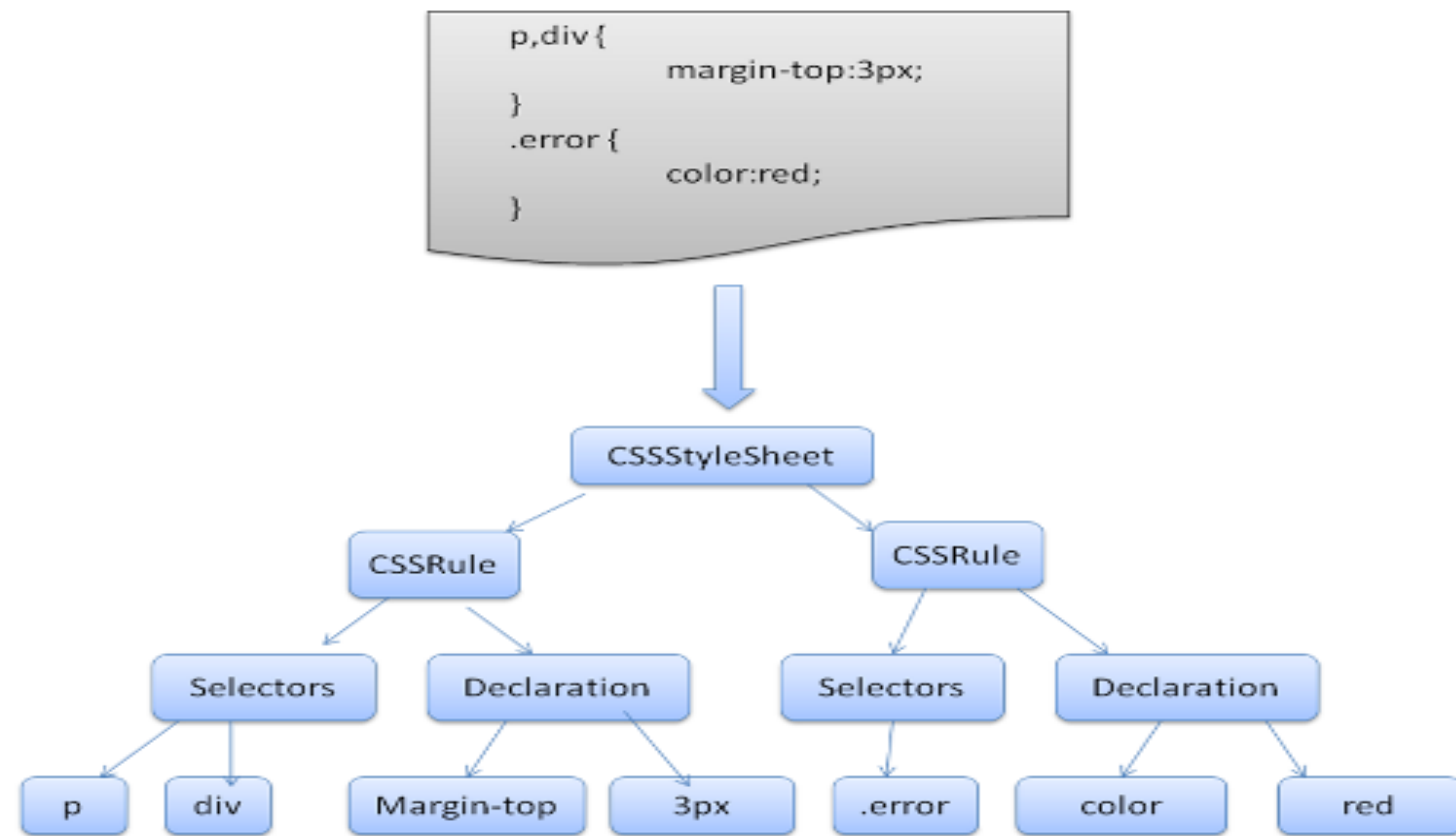 p,div {
margin-top:3px;
}
.error {
color:red;
}
CSSStyleSheet
CSSRule
CSSRule
Selectors
Declaration
Selectors
Declaration
p
div
Margin-top
3px
.error
color
red